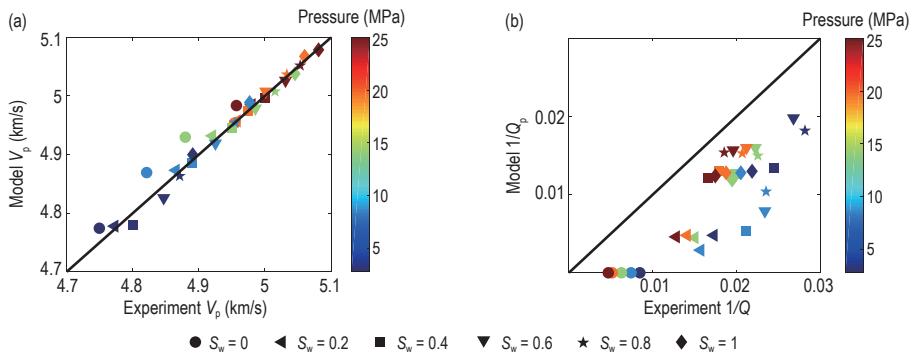 (a)
Pressure (MPa)
5.1
5.0
4.9
4.8
4.7
Model Vp (km/s)
4.7
4.8
4.9
5.0
5.1
Experiment Vp (km/s)
25
20
15
10
5
(b)
Pressure (MPa)
0.02
0.01
Model 1/Qp
0.01
0.02
0.03
Experiment 1/Q
25
20
15
10
5
Sw = 0
Sw = 0.2
Sw = 0.4
Sw = 0.6
Sw = 0.8
Sw = 1